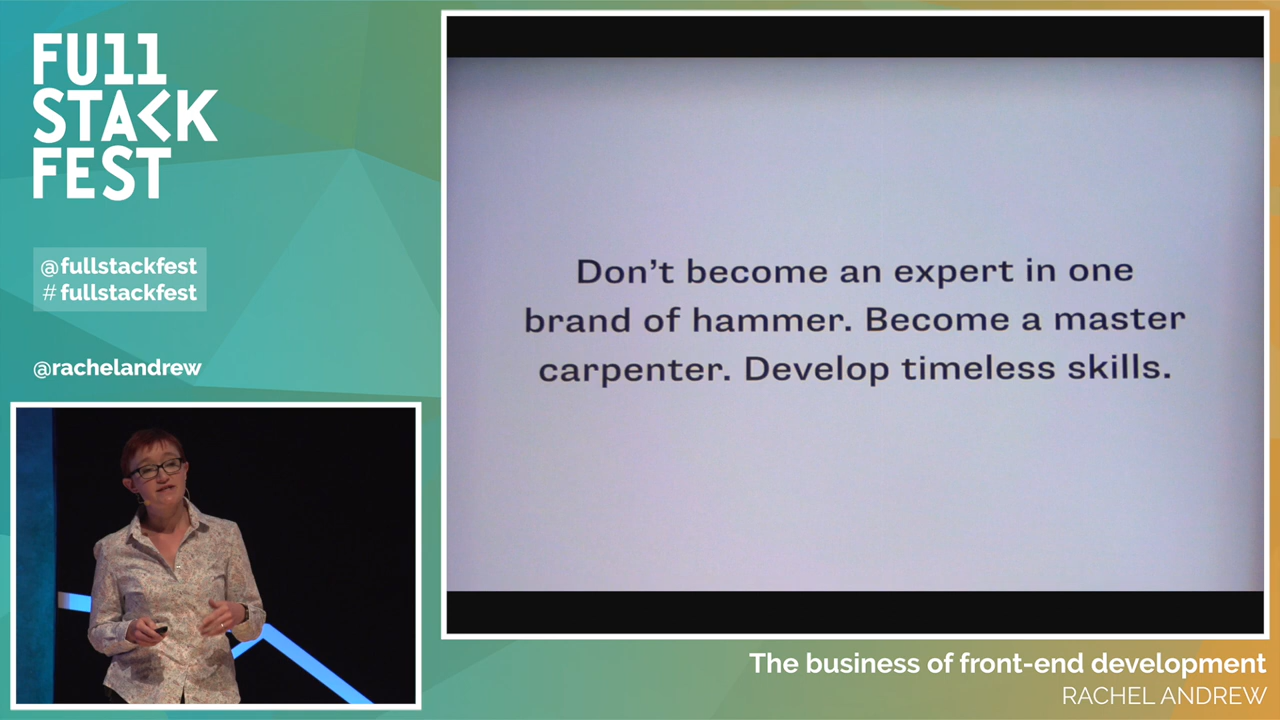 FULL
STACK
FEST
@fullstackfest
# fullstackfest
@rachelandrew
Don’t become an expert in one
brand of hammer. Become a master
carpenter. Develop timeless skills.
The business of front-end development
RACHEL ANDREW